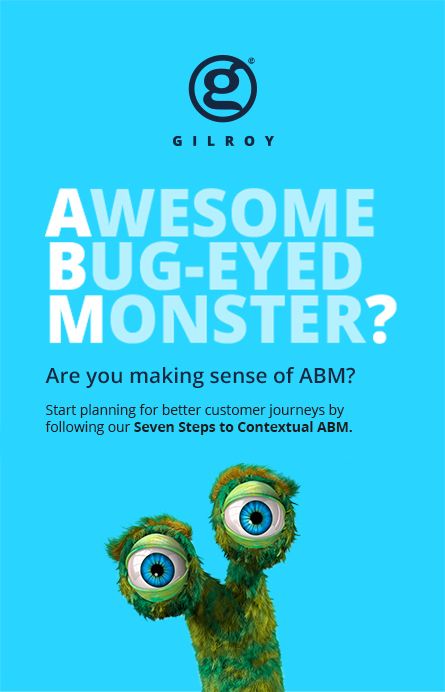 g®
GILROY
AWESOME
BUG-EYED
MONSTER?
Are you making sense of ABM?
Start planning for better customer journeys by
following our Seven Steps to Contextual ABM.